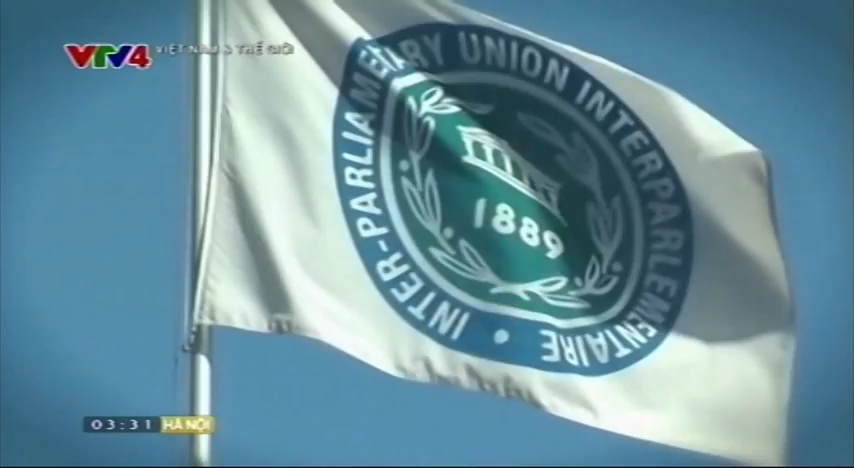 VTV4 VIỆT NAM & THẾ GIỚI
INTER-PARLIAMENTARY UNION INTERPARLEMENTAIRE
1889
03:31 HÀ NỘI